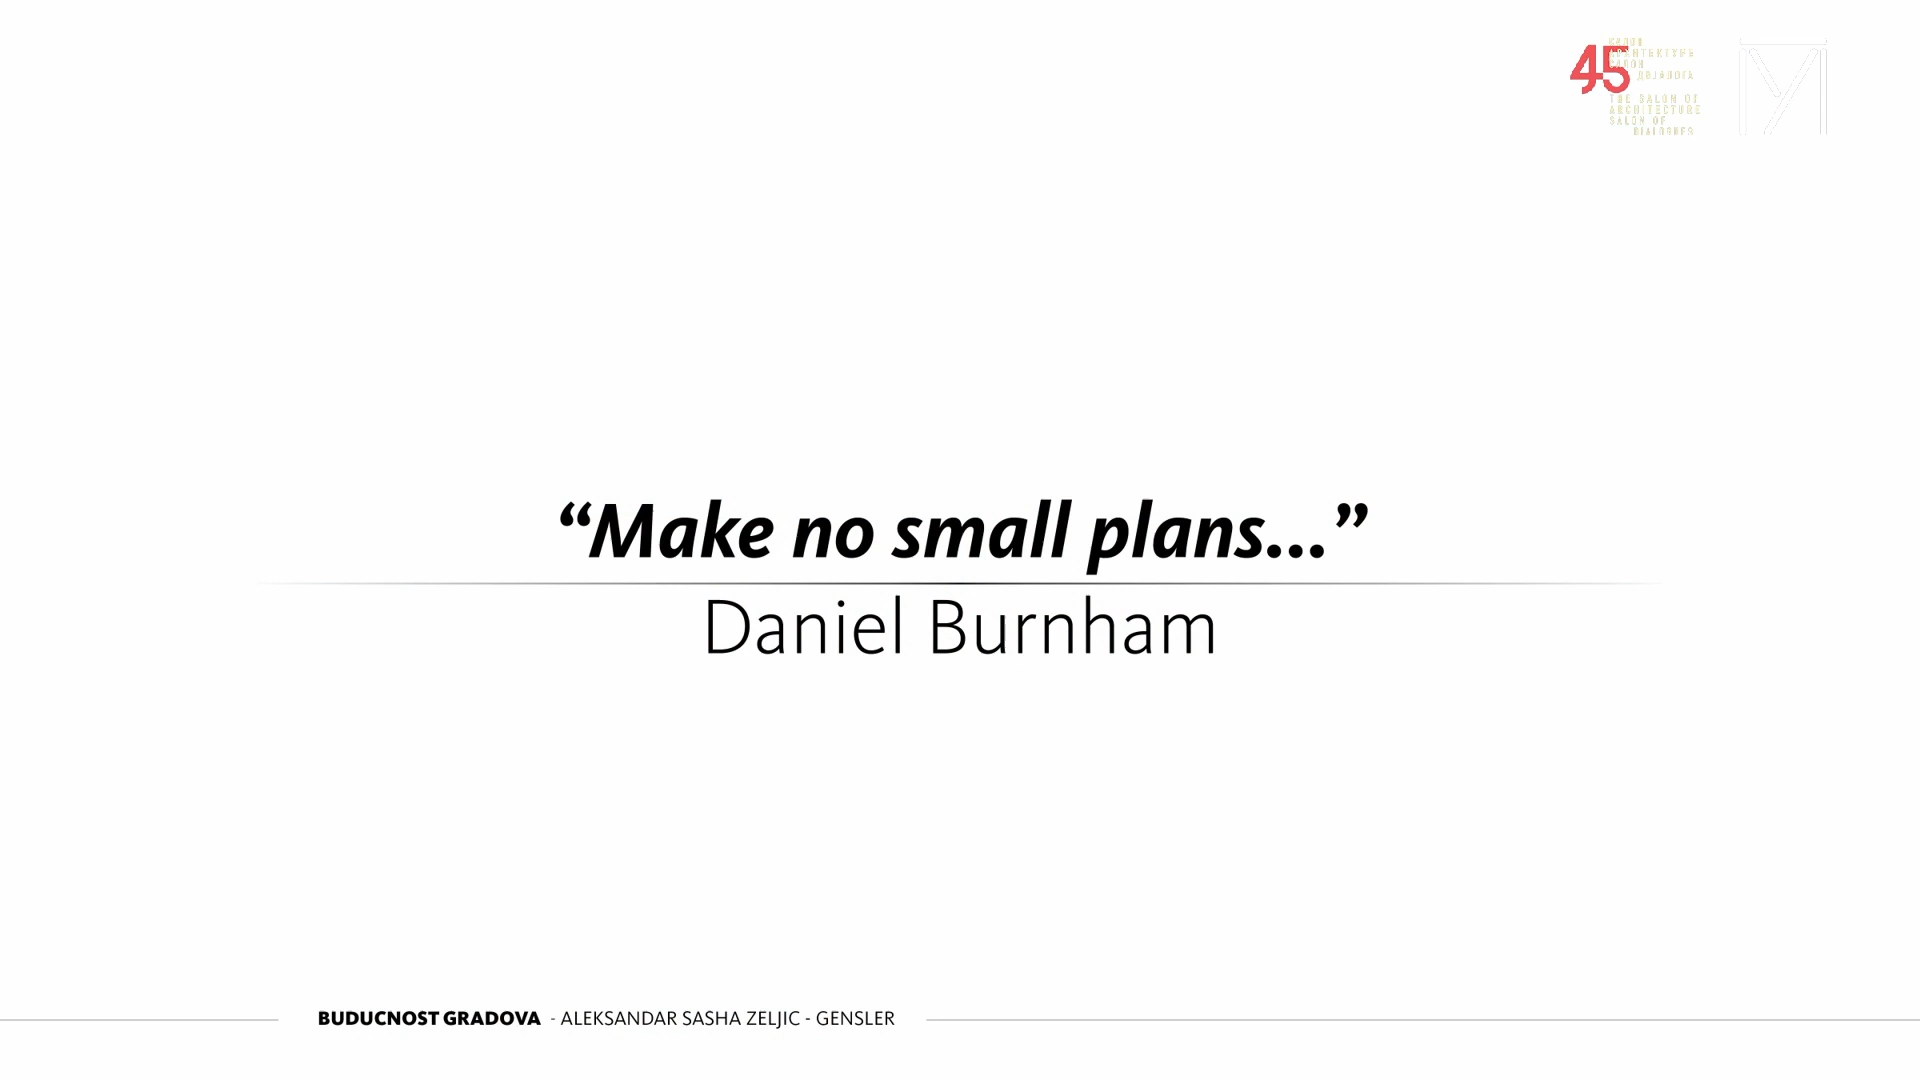 45
THE SALON OF
ARCHITECTURE
SALON OF
DIALOGUES
“Make no small plans...”
Daniel Burnham
BUDUCNOST GRADOVA - ALEKSANDAR SASHA ZELJIC - GENSLER